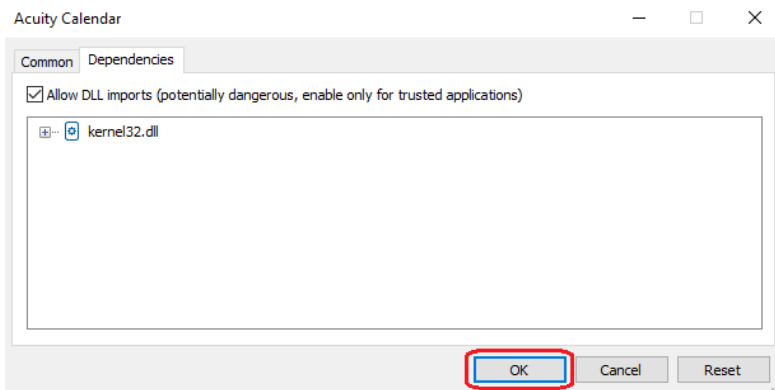 Acuity Calendar
Common Dependencies
Allow DLL imports (potentially dangerous, enable only for trusted applications)
kernel32.dll
OK Cancel Reset